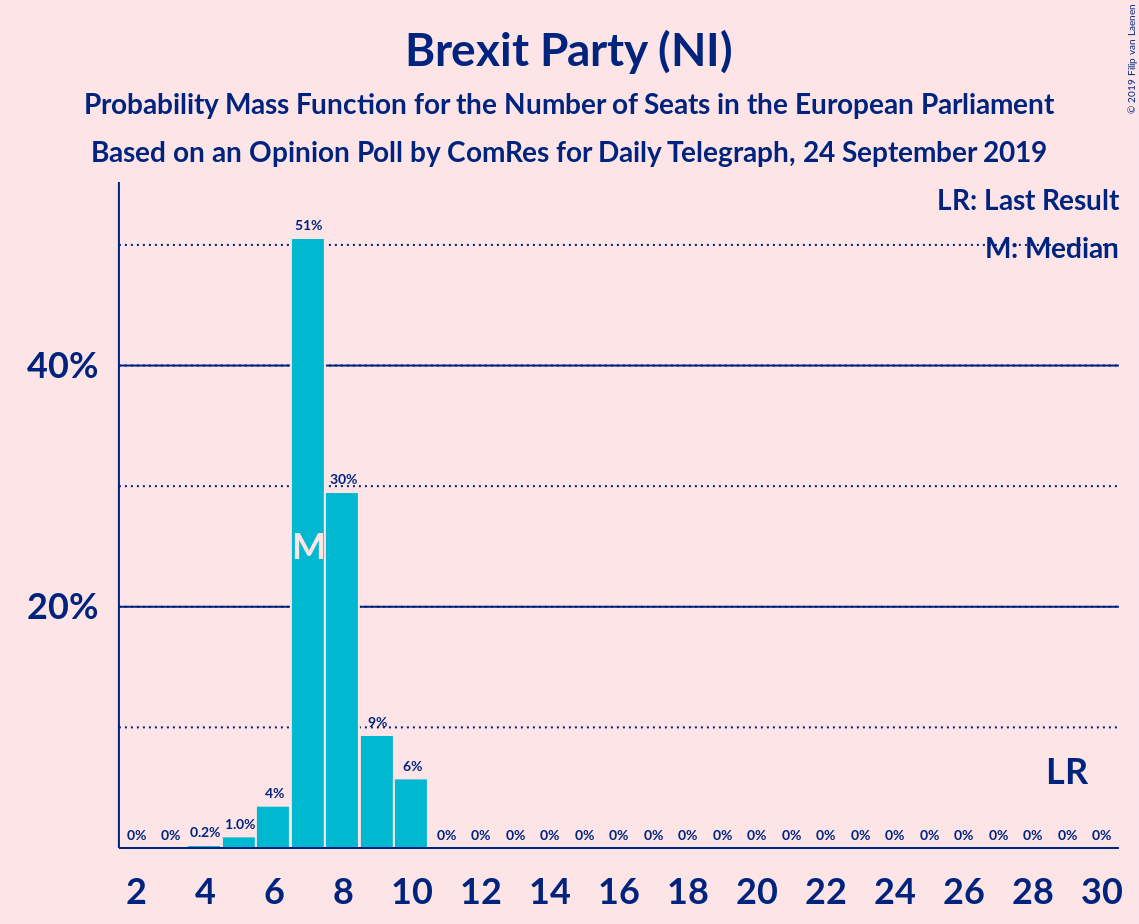 © 2019 Filip van Laenen
Brexit Party (NI)
Probability Mass Function for the Number of Seats in the European Parliament
Based on an Opinion Poll by ComRes for Daily Telegraph, 24 September 2019
LR: Last Result
M: Median
51%
40%
30%
M
20%
9%
6%
LR
4%
0% 0% 0.2% 1.0% 0% 0% 0% 0% 0% 0% 0% 0% 0% 0% 0% 0% 0% 0% 0% 0% 0% 0% 0% 0%
2 4 6 8 10 12 14 16 18 20 22 24 26 28 30